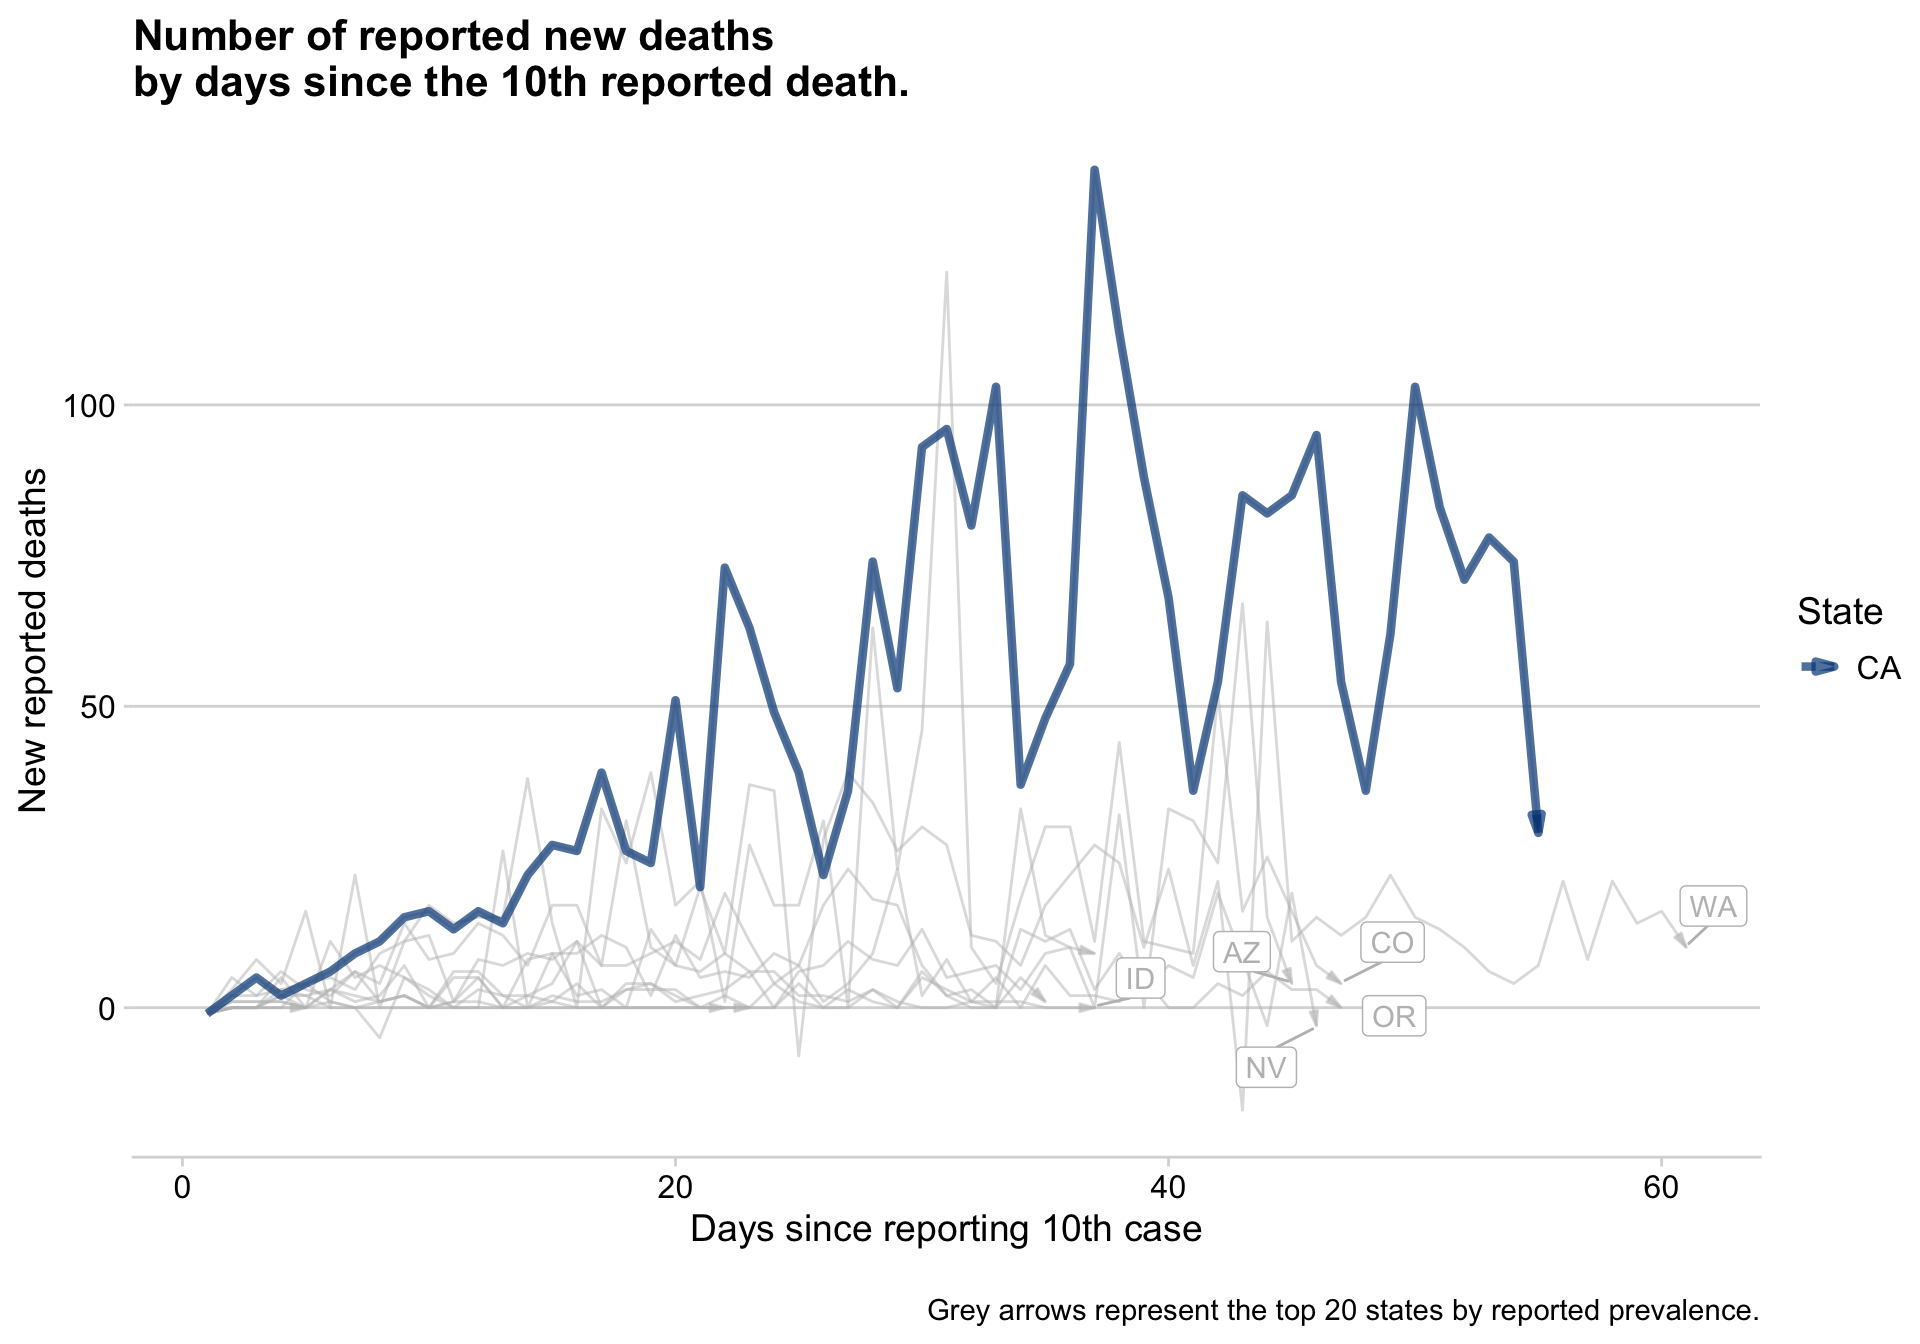 Number of reported new deaths
by days since the 10th reported death.
New reported deaths
100
50
0
WA
CO
AZ
ID
OR
NV
State
CA
0
20
40
60
Days since reporting 10th case
Grey arrows represent the top 20 states by reported prevalence.